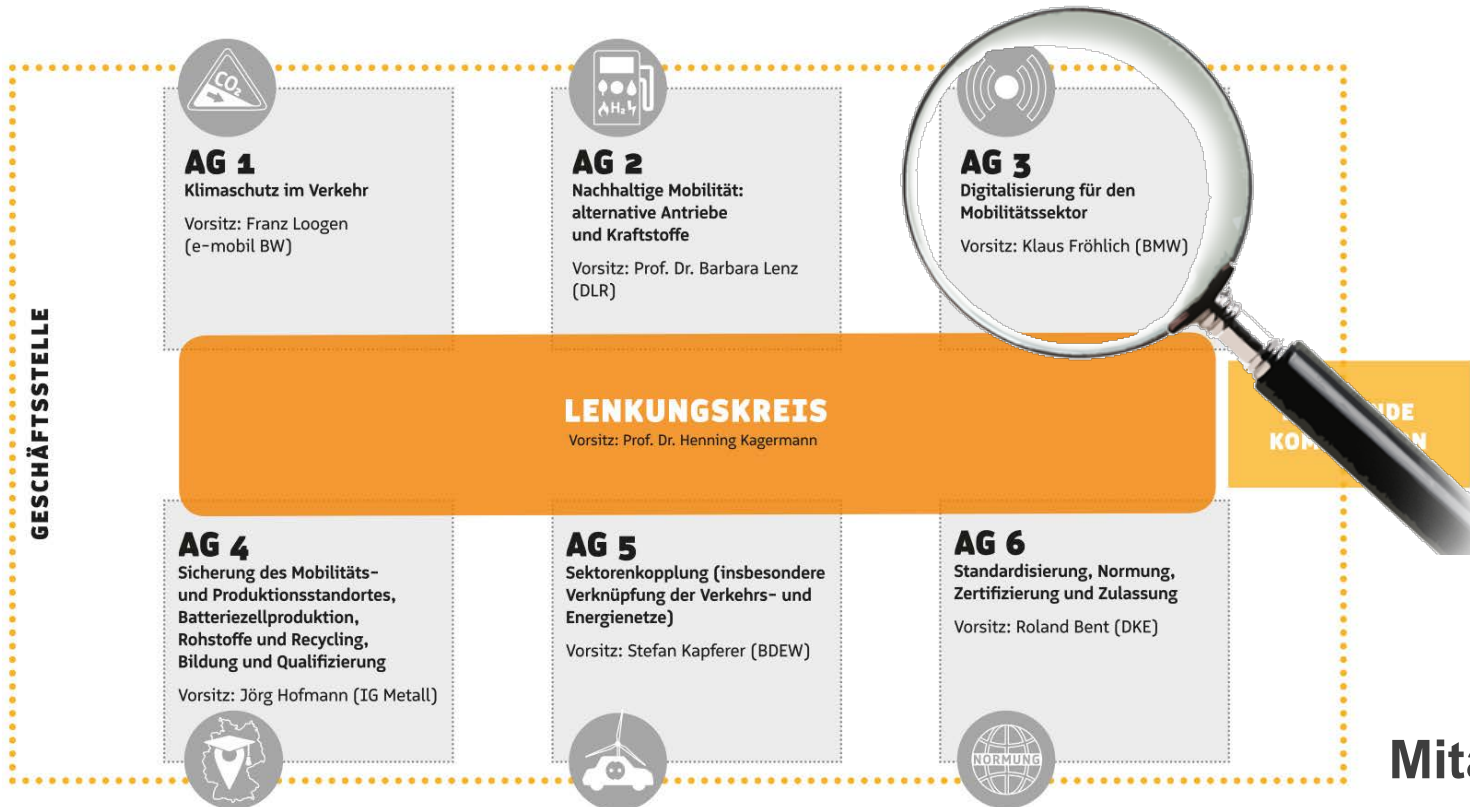 GESCHÄFTSSTELLE
CO₂
AG 1
Klimaschutz im Verkehr
Vorsitz: Franz Loogen
(e-mobil BW)
H₂
AG 2
Nachhaltige Mobilität:
alternative Antriebe
und Kraftstoffe
Vorsitz: Prof. Dr. Barbara Lenz
(DLR)
AG 3
Digitalisierung für den
Mobilitätssektor
Vorsitz: Klaus Fröhlich (BMW)
LENKUNGSKREIS
Vorsitz: Prof. Dr. Henning Kagermann
AG 4
Sicherung des Mobilitäts-
und Produktionsstandortes,
Batteriezellproduktion,
Rohstoffe und Recycling,
Bildung und Qualifizierung
Vorsitz: Jörg Hofmann (IG Metall)
AG 5
Sektorenkopplung (insbesondere
Verknüpfung der Verkehrs- und
Energienetze)
Vorsitz: Stefan Kapferer (BDEW)
AG 6
Standardisierung, Normung,
Zertifizierung und Zulassung
Vorsitz: Roland Bent (DKE)
NORMUNG